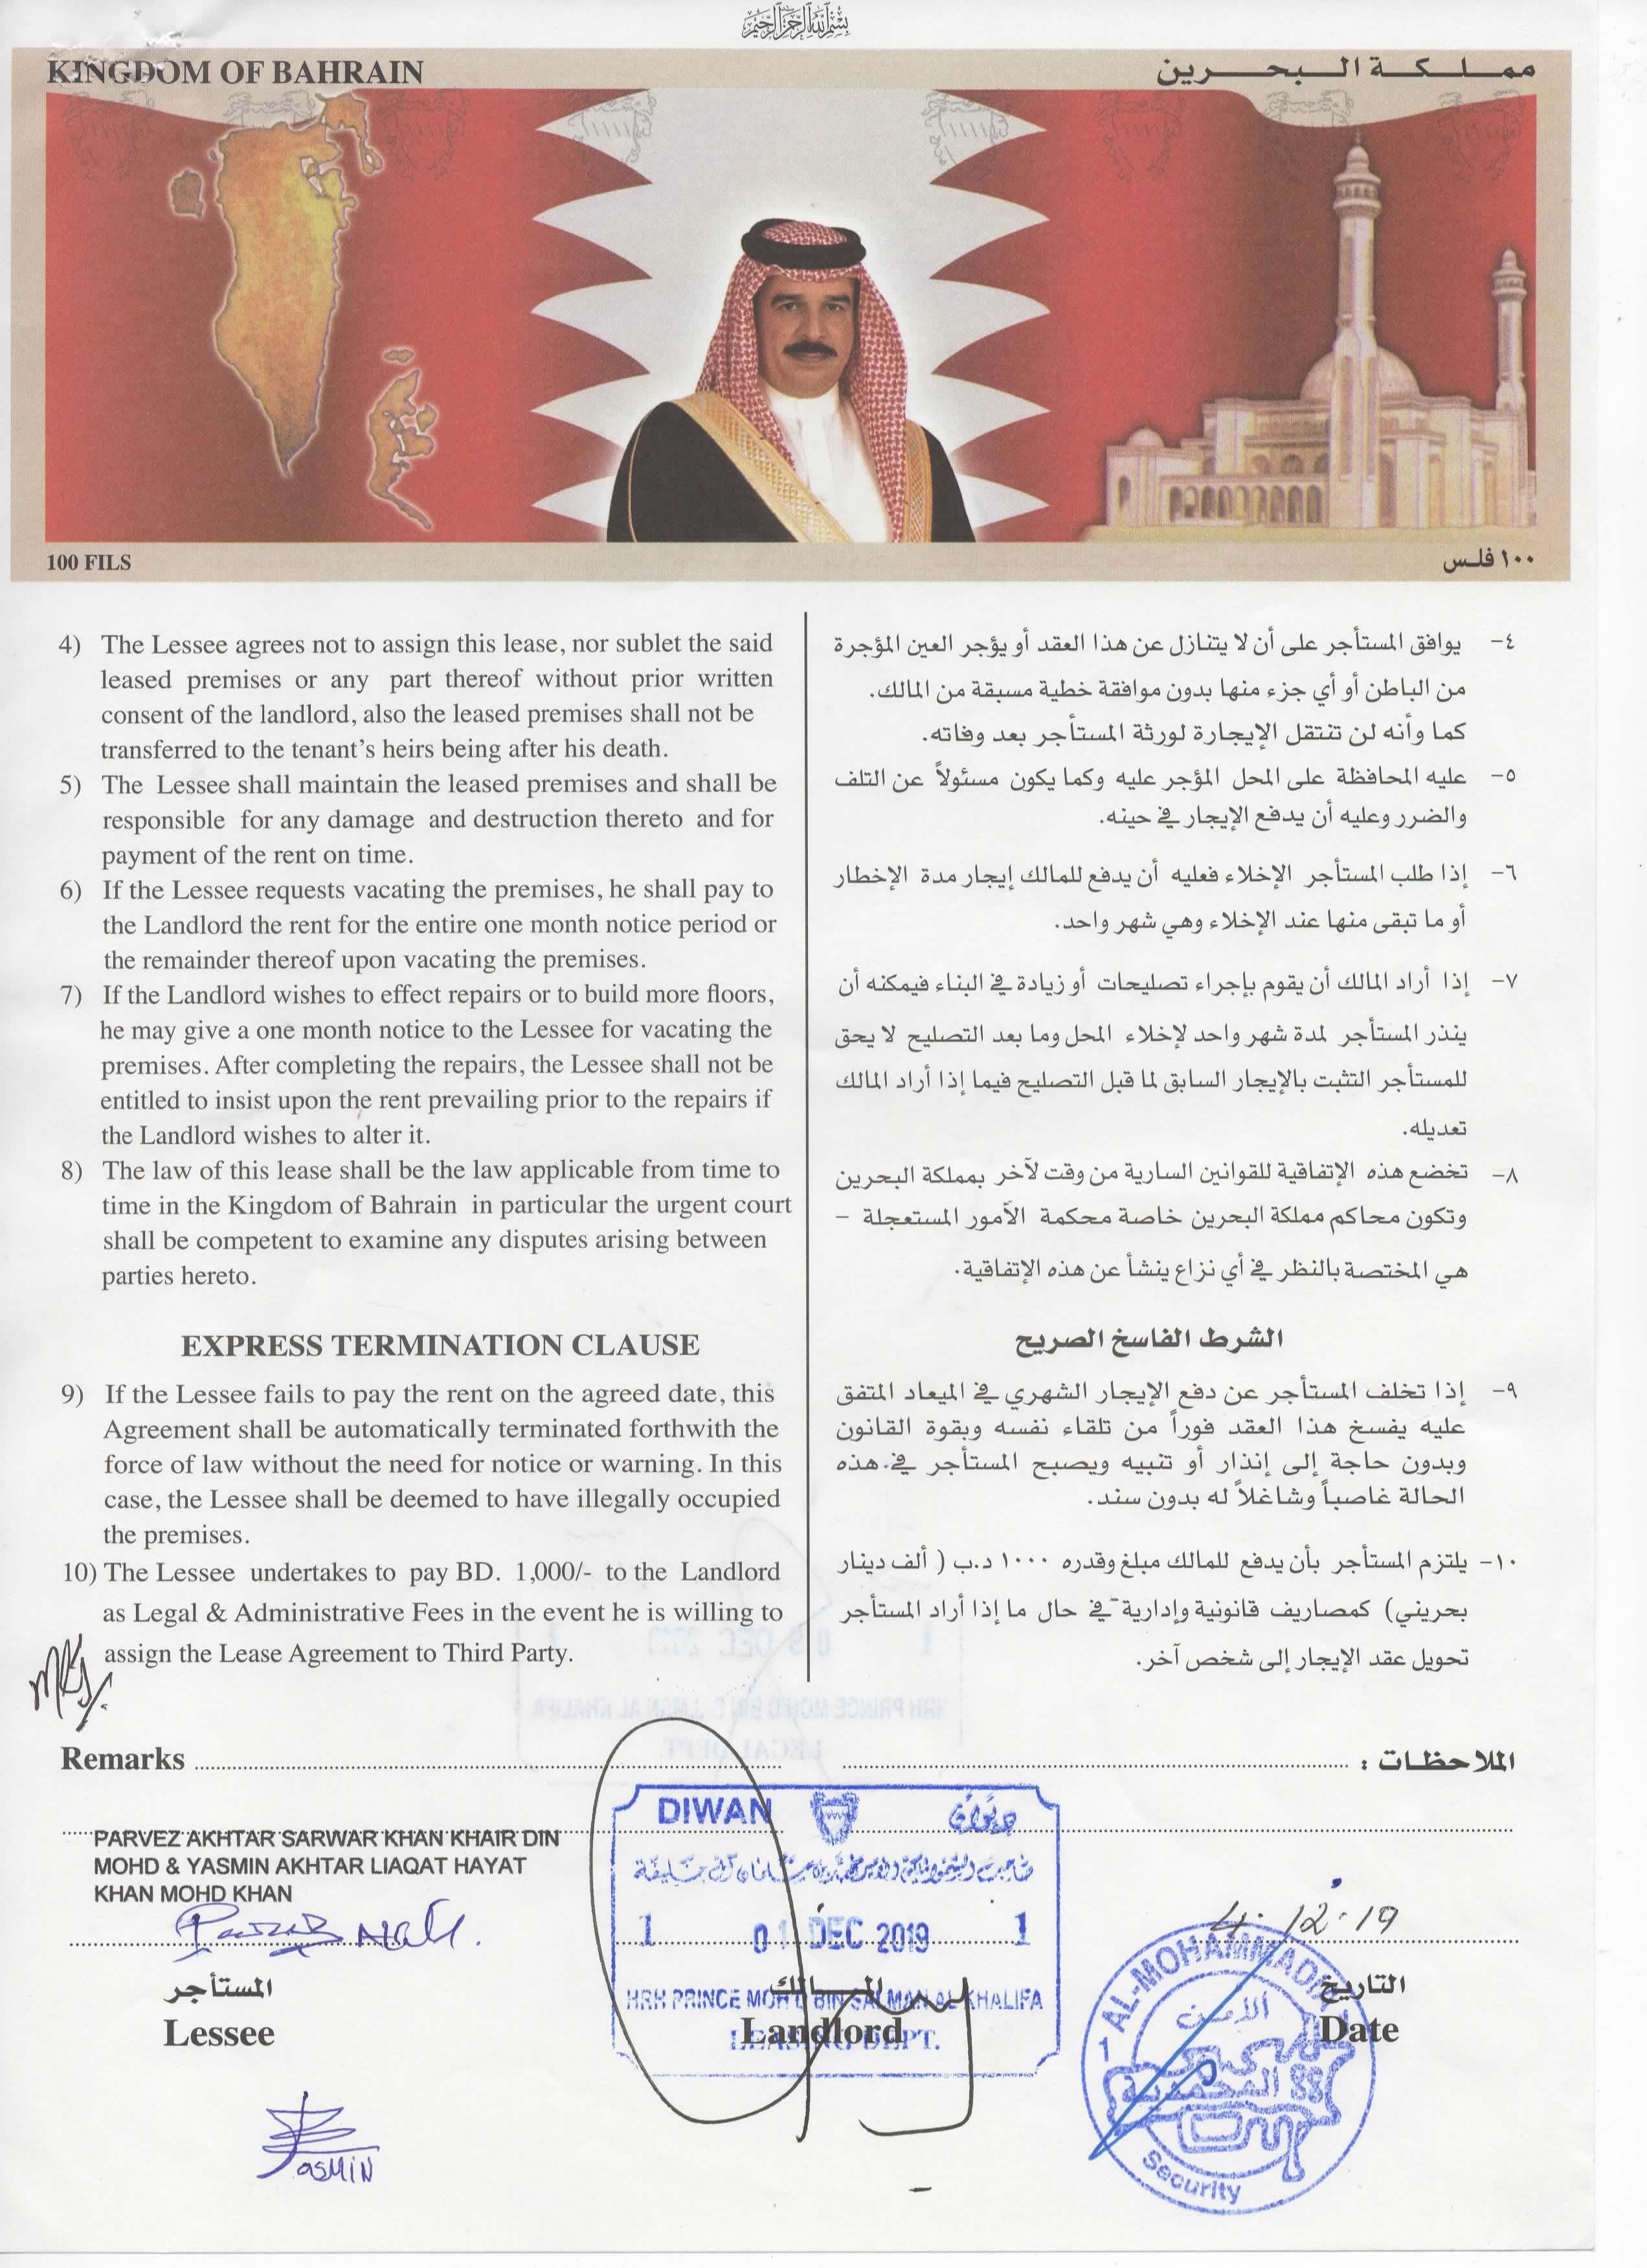 بسم الله الرحمن الرحيم
KINGDOM OF BAHRAIN
مملكة البحرين
100 FILS
١٠٠ فلس
4) The Lessee agrees not to assign this lease, nor sublet the said
leased premises or any part thereof without prior written
consent of the landlord, also the leased premises shall not be
transferred to the tenant's heirs being after his death.
5) The Lessee shall maintain the leased premises and shall be
responsible for any damage and destruction thereto and for
payment of the rent on time.
6) If the Lessee requests vacating the premises, he shall pay to
the Landlord the rent for the entire one month notice period or
the remainder thereof upon vacating the premises.
7) If the Landlord wishes to effect repairs or to build more floors,
he may give a one month notice to the Lessee for vacating the
premises. After completing the repairs, the Lessee shall not be
entitled to insist upon the rent prevailing prior to the repairs if
the Landlord wishes to alter it.
8) The law of this lease shall be the law applicable from time to
time in the Kingdom of Bahrain in particular the urgent court
shall be competent to examine any disputes arising between
parties hereto.
EXPRESS TERMINATION CLAUSE
9) If the Lessee fails to pay the rent on the agreed date, this
Agreement shall be automatically terminated forthwith the
force of law without the need for notice or warning. In this
case, the Lessee shall be deemed to have illegally occupied
the premises.
10) The Lessee undertakes to pay BD. 1,000/- to the Landlord
as Legal & Administrative Fees in the event he is willing to
assign the Lease Agreement to Third Party.
٤- يوافق المستأجر على أن لا يتنازل عن هذا العقد أو يؤجر العين المؤجرة
من الباطن أو أي جزء منها بدون موافقة خطية مسبقة من المالك.
كما وأنه لن تنتقل الإيجارة لورثة المستأجر بعد وفاته.
٥- عليه المحافظة على المحل المؤجر عليه وكما يكون مسئولاً عن التلف
والضرر وعليه أن يدفع الإيجار في حينه.
٦- إذا طلب المستأجر الإخلاء فعليه أن يدفع للمالك إيجار مدة الإخطار
أو ما تبقى منها عند الإخلاء وهي شهر واحد.
٧- إذا أراد المالك أن يقوم بإجراء تصليحات أو زيادة في البناء فيمكنه أن
ينذر المستأجر لمدة شهر واحد لإخلاء المحل وما بعد التصليح لا يحق
للمستأجر التثبت بالإيجار السابق لما قبل التصليح فيما إذا أراد المالك
تعديله.
٨- تخضع هذه الإتفاقية للقوانين السارية من وقت لآخر بمملكة البحرين
وتكون محاكم مملكة البحرين خاصة محكمة الأمور المستعجلة -
هي المختصة بالنظر في أي نزاع ينشأ عن هذه الإتفاقية.
الشرط الفاسخ الصريح
٩- إذا تخلف المستأجر عن دفع الإيجار الشهري في الميعاد المتفق
عليه يفسخ هذا العقد فوراً من تلقاء نفسه وبقوة القانون
وبدون حاجة إلى إنذار أو تنبيه ويصبح المستأجر في هذه
الحالة غاصباً وشاغلاً له بدون سند.
١٠- يلتزم المستأجر بأن يدفع للمالك مبلغ وقدره ١٠٠٠ د.ب ( ألف دينار
بحريني) كمصاريف قانونية وإدارية في حال ما إذا أراد المستأجر
تحويل عقد الإيجار إلى شخص آخر.
Remarks
الملاحظات :
PARVEZ AKHTAR SARWAR KHAN KHAIR DIN
MOHD & YASMIN AKHTAR LIAQAT HAYAT
KHAN MOHD KHAN
المستأجر
Lessee
YASMIN
DIWAN ديوان
1 01 DEC 2019 1
HRH PRINCE MOH'D BIN SALMAN AL KHALIFA
LEASING DEPT.
المالك
Landlord
4.12.19
التاريخ
Date
AL-MOHAMMADIA
الأمن
المحمدية
Security